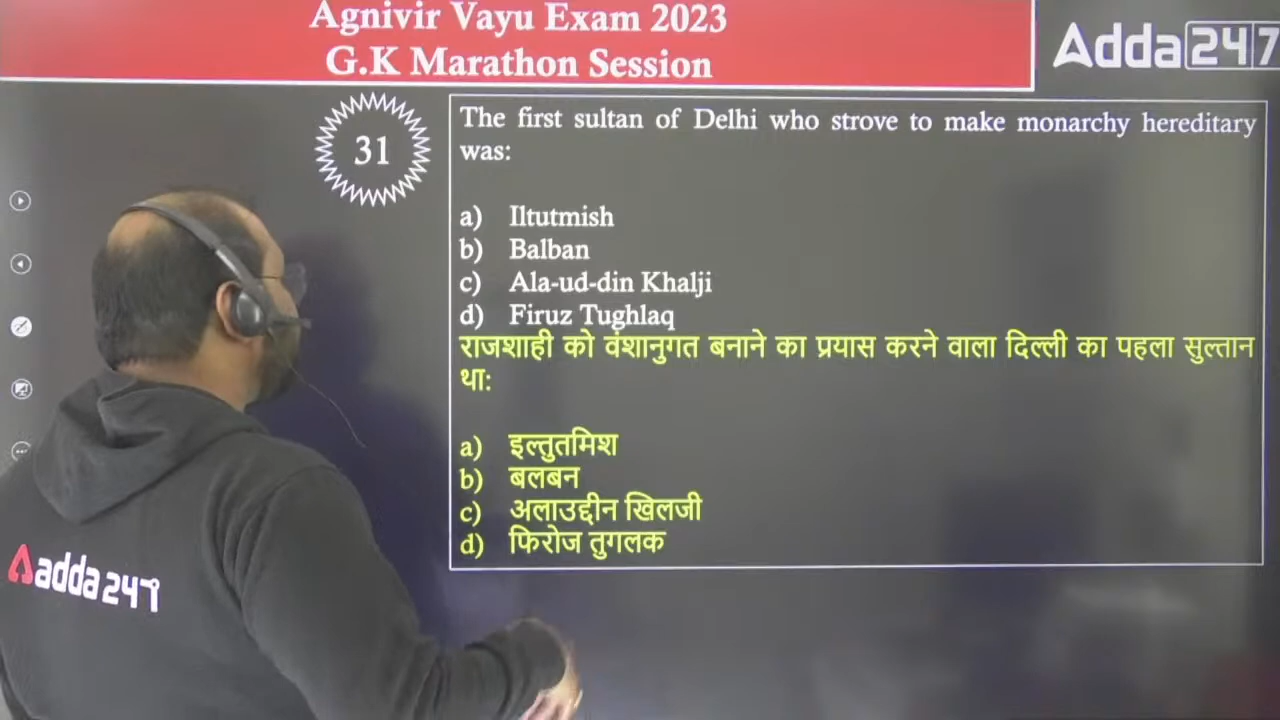 Agnivir Vayu Exam 2023
G.K Marathon Session
Adda247
31
The first sultan of Delhi who strove to make monarchy hereditary
was:
a) Iltutmish
b) Balban
c) Ala-ud-din Khalji
d) Firuz Tughlaq
राजशाही को वंशानुगत बनाने का प्रयास करने वाला दिल्ली का पहला सुल्तान
था:
a) इल्तुतमिश
b) बलबन
c) अलाउद्दीन खिलजी
d) फिरोज तुगलक
adda247